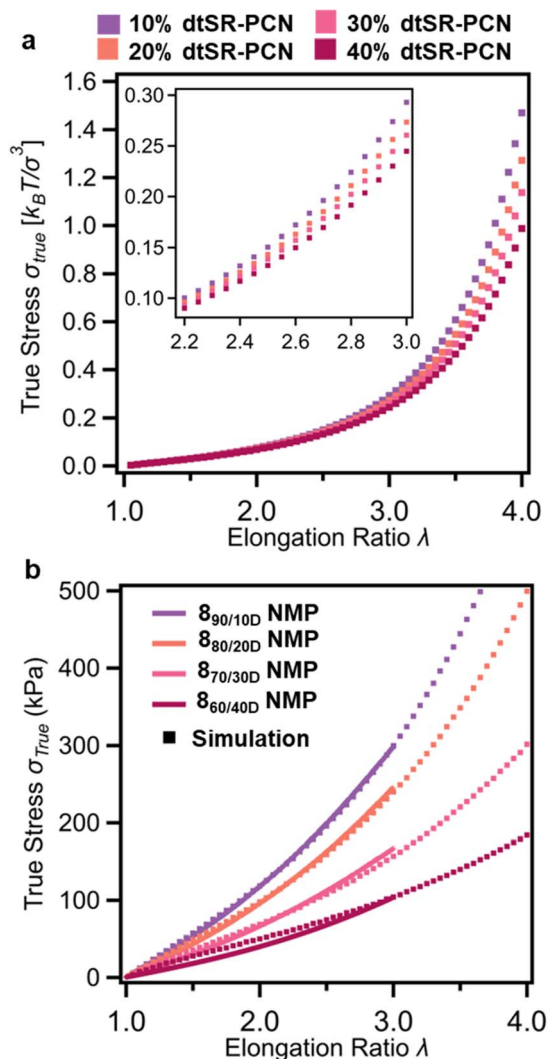 a
10% dtSR-PCN 30% dtSR-PCN
20% dtSR-PCN 40% dtSR-PCN
True Stress σtrue [kBT/σ³]
1.6
1.4
1.2
1.0
0.8
0.6
0.4
0.2
0.0
0.30
0.25
0.20
0.15
0.10
2.2 2.4 2.6 2.8 3.0
1.0 2.0 3.0 4.0
Elongation Ratio λ
b
True Stress σTrue (kPa)
500
400
300
200
100
0
890/10D NMP
880/20D NMP
870/30D NMP
860/40D NMP
Simulation
1.0 2.0 3.0 4.0
Elongation Ratio λ